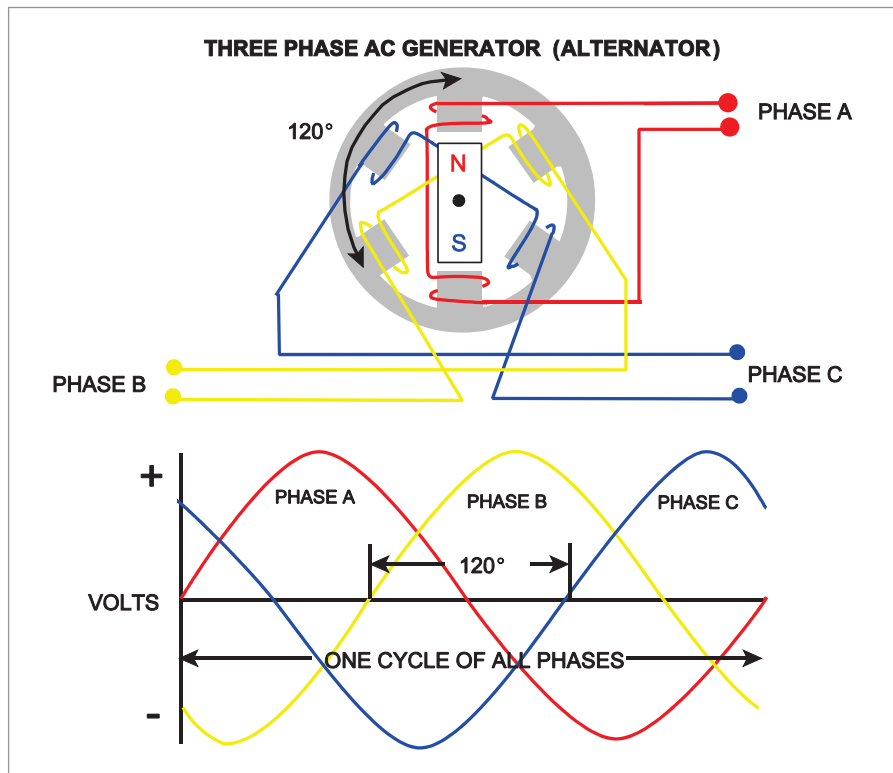 THREE PHASE AC GENERATOR (ALTERNATOR)
120°
PHASE A
N
S
PHASE B
PHASE C
+
PHASE A
PHASE B
PHASE C
120°
VOLTS
ONE CYCLE OF ALL PHASES
-